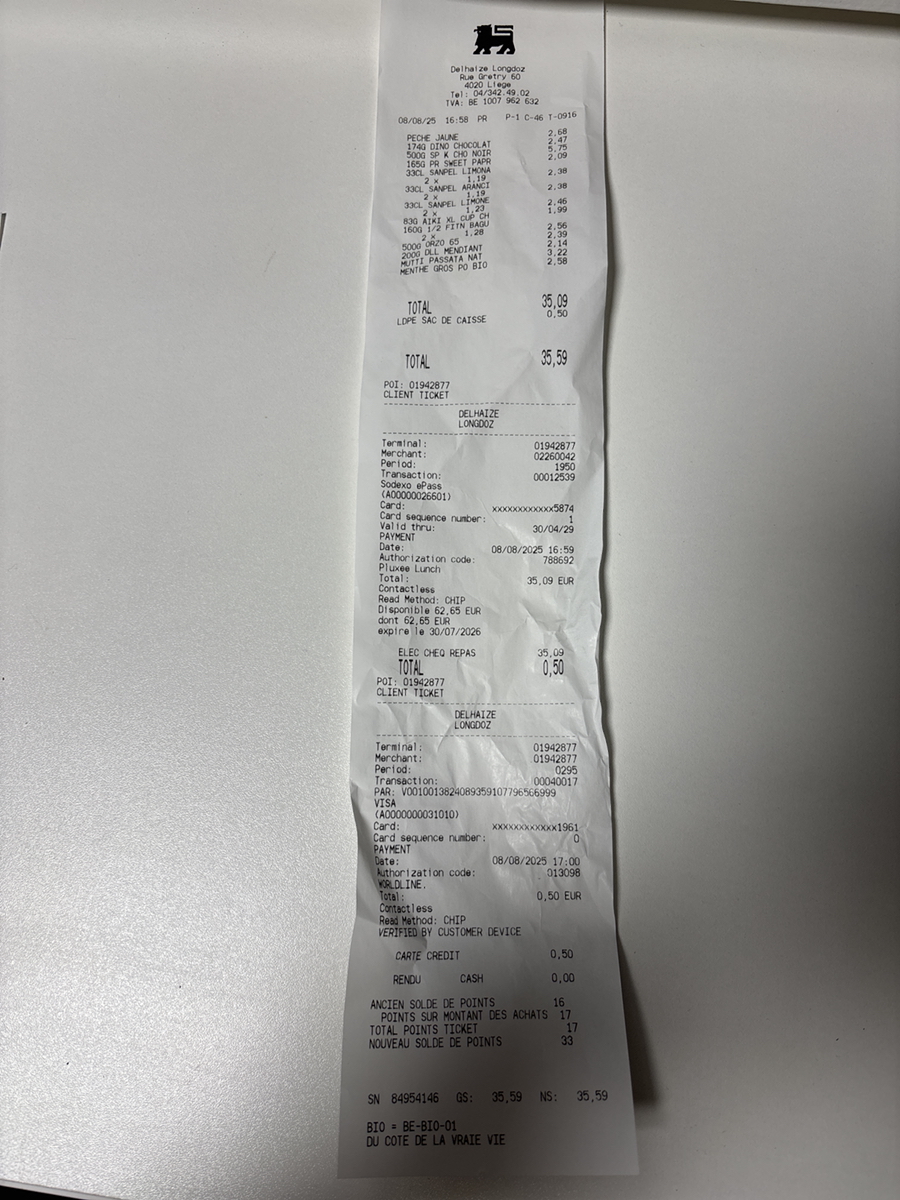 Delhaize Longdoz
Rue Gretry 60
4020 Liege
Tel: 04/342.49.02
TVA: BE 1007 962 632
08/08/25 16:58 PR P-1 C-46 T-0916
PECHE JAUNE 2,68
174G DINO CHOCOLAT 2,47
500G SP K CHO NOIR 5,75
165G PR SWEET PAPR 2,09
33CL SANPEL LIMONA 2,38
2 x 1,19
33CL SANPEL ARANCI 2,38
2 x 1,19
33CL SANPEL LIMONE 2,46
2 x 1,23
83G AIKI XL CUP CH 1,99
160G 1/2 FITN BAGU 2,56
2 x 1,28
500G ORZO 65 2,39
200G DLL MENDIANT 2,14
MUTTI PASSATA NAT 3,22
MENTHE GROS PO BIO 2,58
TOTAL 35,09
LDPE SAC DE CAISSE 0,50
TOTAL 35,59
POI: 01942877
CLIENT TICKET
DELHAIZE
LONGDOZ
Terminal: 01942877
Merchant: 02260042
Period: 1950
Transaction: 00012539
Sodexo ePass
(A00000026601)
Card: xxxxxxxxxxxx5874
Card sequence number: 1
Valid thru: 30/04/29
PAYMENT
Date: 08/08/2025 16:59
Authorization code: 788692
Pluxee Lunch
Total: 35,09 EUR
Contactless
Read Method: CHIP
Disponible 62,65 EUR
dont 62,65 EUR
expire le 30/07/2026
ELEC CHEQ REPAS 35,09
TOTAL 0,50
POI: 01942877
CLIENT TICKET
DELHAIZE
LONGDOZ
Terminal: 01942877
Merchant: 01942877
Period: 0295
Transaction: 00040017
PAR: V0010013824089359107796566999
VISA
(A0000000031010)
Card: xxxxxxxxxxxx1961
Card sequence number: 0
PAYMENT
Date: 08/08/2025 17:00
Authorization code: 013098
WORLDLINE.
Total: 0,50 EUR
Contactless
Read Method: CHIP
VERIFIED BY CUSTOMER DEVICE
CARTE CREDIT 0,50
RENDU CASH 0,00
ANCIEN SOLDE DE POINTS 16
POINTS SUR MONTANT DES ACHATS 17
TOTAL POINTS TICKET 17
NOUVEAU SOLDE DE POINTS 33
SN 84954146 GS: 35,59 NS: 35,59
BIO = BE-BIO-01
DU COTE DE LA VRAIE VIE